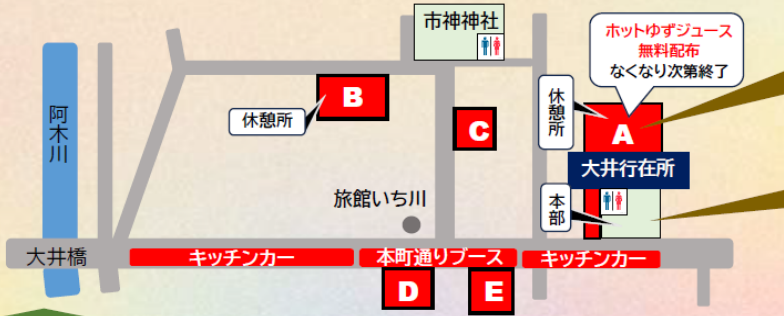 市神神社
ホットゆずジュース
無料配布
なくなり次第終了
B
休憩所
C
休憩所
A
阿木川
大井行在所
旅館いち川
本部
大井橋
キッチンカー
本町通りブース
キッチンカー
D
E